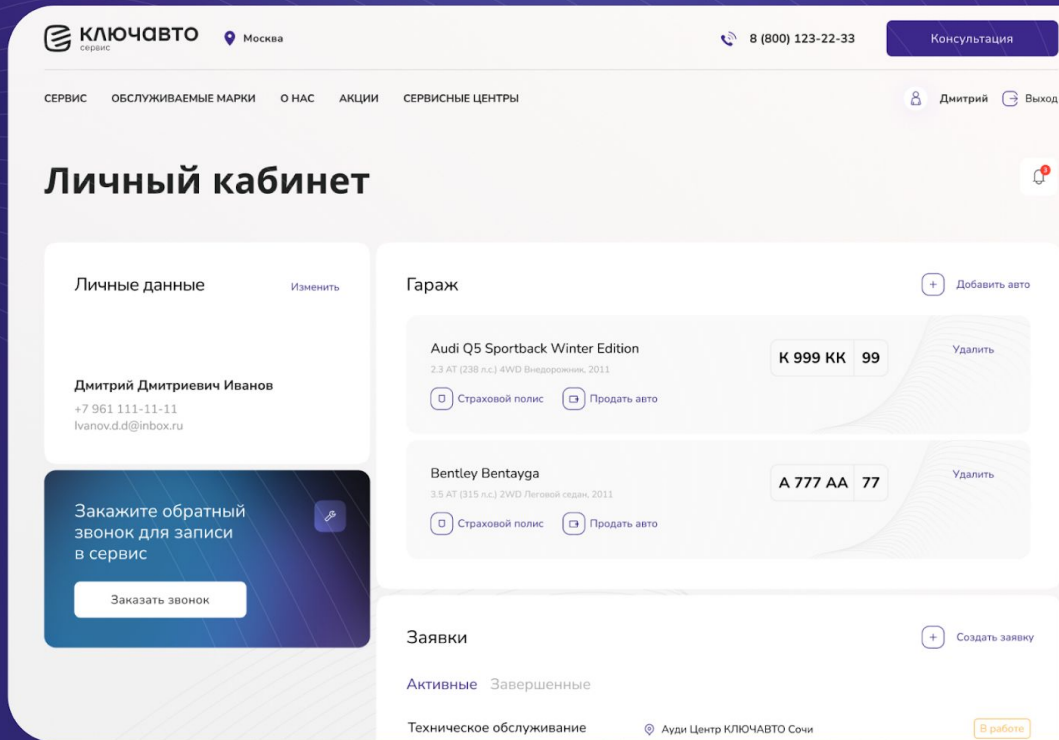 ключавто
сервис
Москва
8 (800) 123-22-33
Консультация
СЕРВИС ОБСЛУЖИВАЕМЫЕ МАРКИ О НАС АКЦИИ СЕРВИСНЫЕ ЦЕНТРЫ
Дмитрий Выход
Личный кабинет
3
Личные данные
Изменить
Дмитрий Дмитриевич Иванов
+7 961 111-11-11
Ivanov.d.d@inbox.ru
Закажите обратный
звонок для записи
в сервис
Заказать звонок
Гараж
Добавить авто
Audi Q5 Sportback Winter Edition
2.3 AT (238 л.с.) 4WD Внедорожник, 2011
Страховой полис Продать авто
К 999 КК 99
Удалить
Bentley Bentayga
3.5 AT (315 л.с.) 2WD Леговой седан, 2011
Страховой полис Продать авто
А 777 АА 77
Удалить
Заявки
Создать заявку
Активные Завершенные
Техническое обслуживание
Ауди Центр КЛЮЧАВТО Сочи
В работе